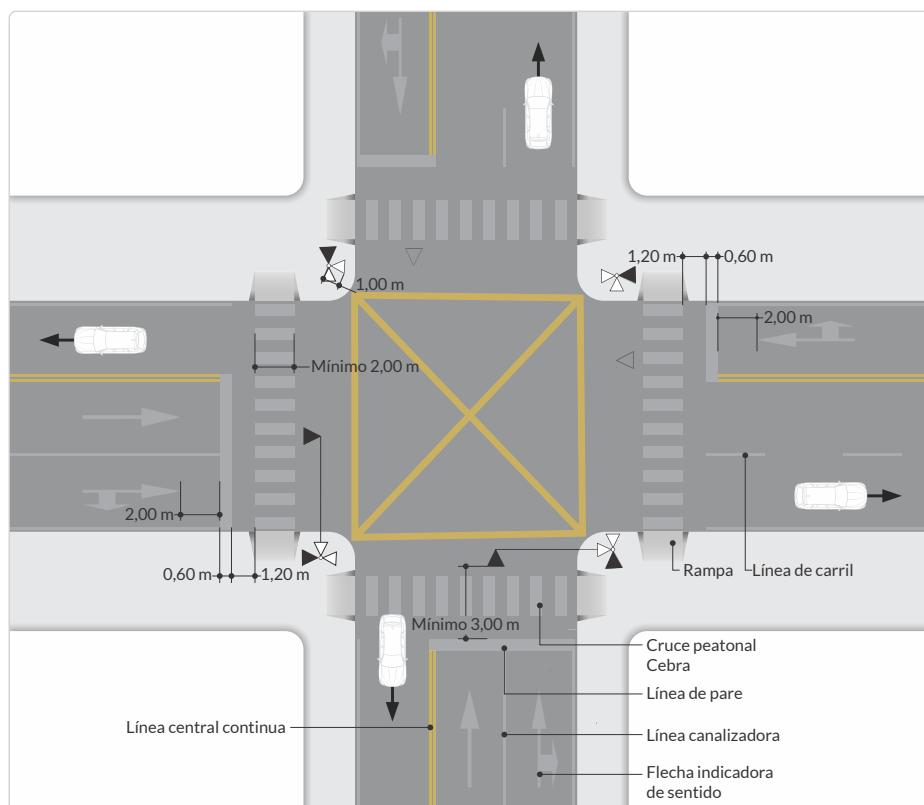 1,20 m
0,60 m
1,00 m
2,00 m
Mínimo 2,00 m
2,00 m
0,60 m
1,20 m
Rampa
Línea de carril
Mínimo 3,00 m
Cruce peatonal
Cebra
Línea de pare
Línea central continua
Línea canalizadora
Flecha indicadora
de sentido